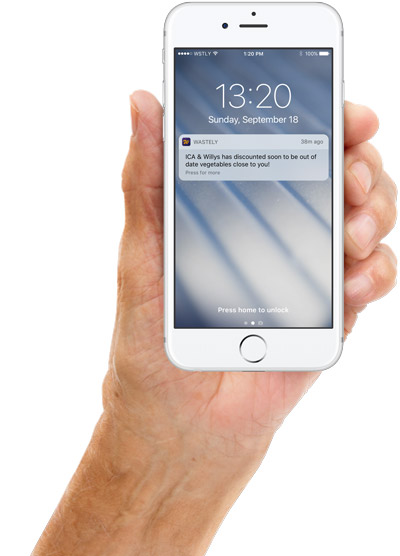 WSTLY 1:20 PM 100%
13:20
Sunday, September 18
WASTELY 38m ago
ICA & Willys has discounted soon to be out of
date vegetables close to you!
Press for more
Press home to unlock